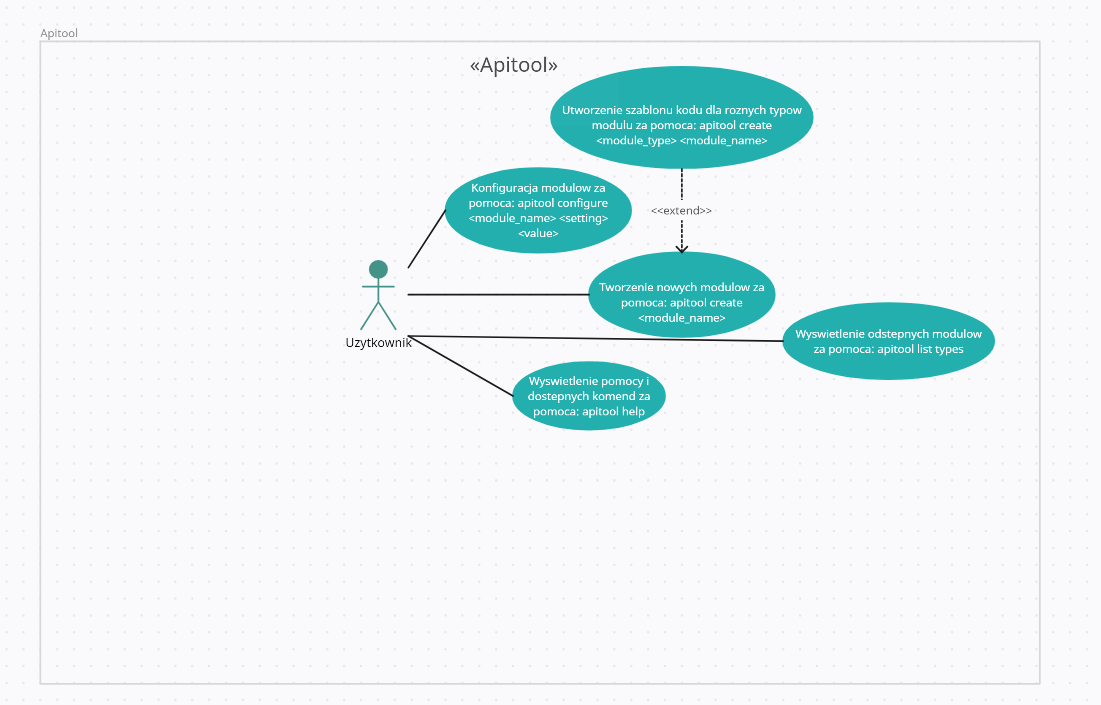 Apitool
«Apitool»
Utworzenie szablonu kodu dla roznych typow
modulu za pomoca: apitool create
<module_type> <module_name>
Konfiguracja modulow za
pomoca: apitool configure
<module_name> <setting>
<value>
<<extend>>
Tworzenie nowych modulow za
pomoca: apitool create
<module_name>
Uzytkownik
Wyswietlenie odstepnych modulow
za pomoca: apitool list types
Wyswietlenie pomocy i
dostepnych komend za
pomoca: apitool help